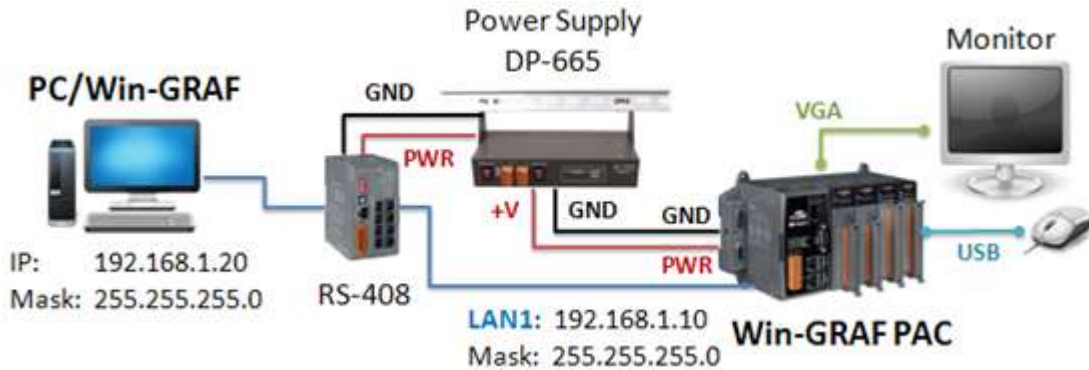 Power Supply
DP-665
Monitor
PC/Win-GRAF
GND
VGA
PWR
+V
GND
GND
PWR
USB
IP: 192.168.1.20
Mask: 255.255.255.0
RS-408
LAN1: 192.168.1.10
Mask: 255.255.255.0
Win-GRAF PAC